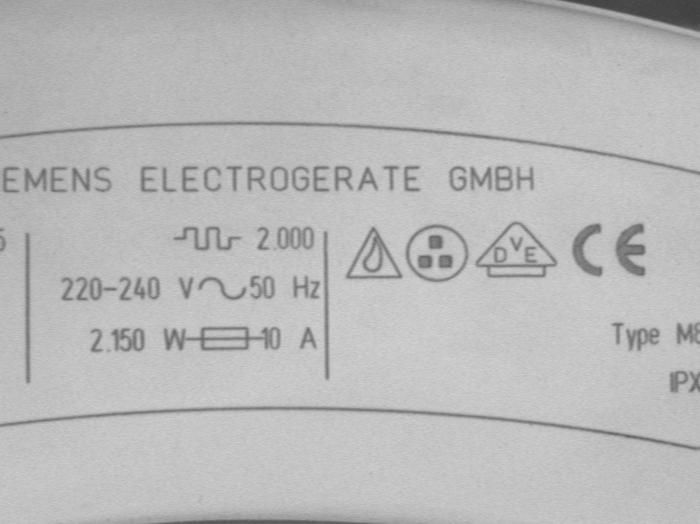 EMENS ELECTROGERATE GMBH
2.000
220-240 V 50 Hz
2.150 W 10 A
DVE
CE
Type M8
IPX